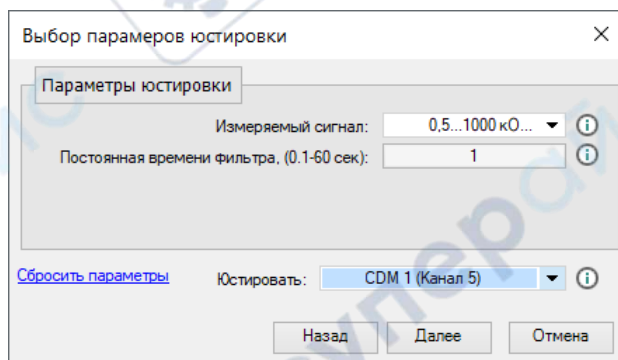 Выбор парамеров юстировки
Параметры юстировки
Измеряемый сигнал: 0,5...1000 кО...
Постоянная времени фильтра, (0.1-60 сек): 1
Сбросить параметры Юстировать: CDM 1 (Канал 5)
Назад Далее Отмена